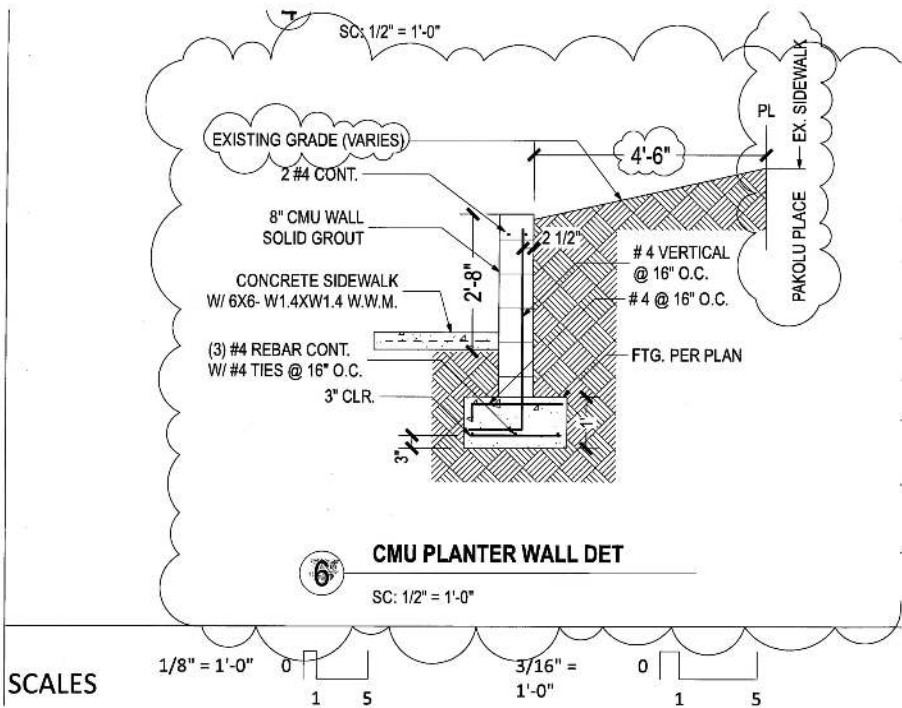 SC: 1/2" = 1'-0"
EX. SIDEWALK
PL
EXISTING GRADE (VARIES)
4'-6"
2 #4 CONT.
8" CMU WALL
SOLID GROUT
2 1/2"
# 4 VERTICAL
@ 16" O.C.
2'-8"
CONCRETE SIDEWALK
W/ 6X6- W1.4XW1.4 W.W.M.
# 4 @ 16" O.C.
PAKOLU PLACE
(3) #4 REBAR CONT.
W/ #4 TIES @ 16" O.C.
FTG. PER PLAN
3" CLR.
1'
3"
6
CMU PLANTER WALL DET
SC: 1/2" = 1'-0"
SCALES
1/8" = 1'-0"
0
1
5
3/16" =
1'-0"
0
1
5